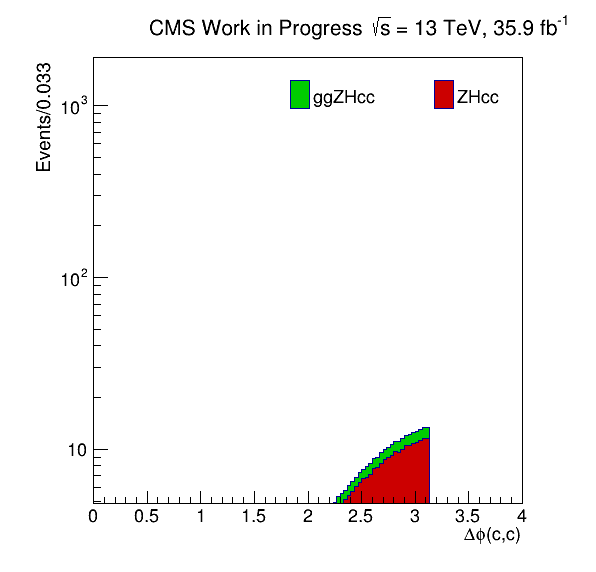 CMS Work in Progress √s = 13 TeV, 35.9 fb⁻¹
Events/0.033
ggZHcc ZHcc
10³
10²
10
0 0.5 1 1.5 2 2.5 3 3.5 4
Δϕ(c,c)